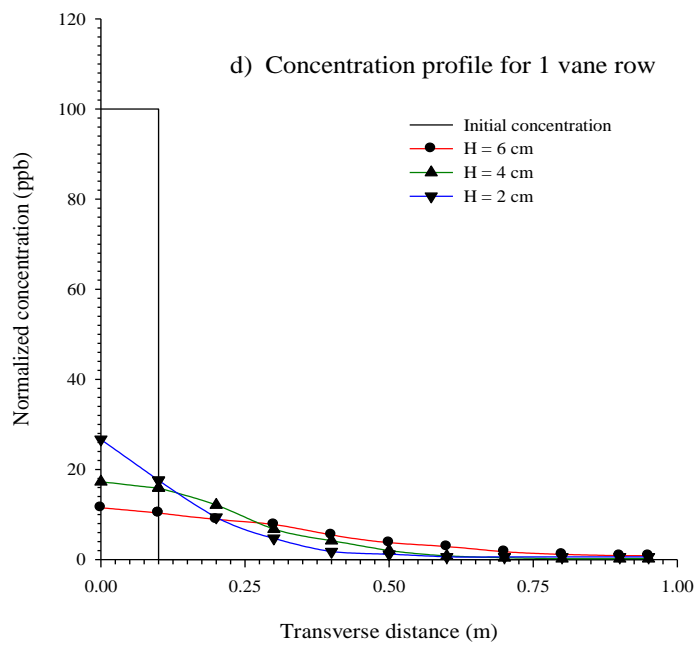 120
d)  Concentration profile for 1 vane row
100
Initial concentration
H = 6 cm
H = 4 cm
H = 2 cm
80
Normalized concentration (ppb)
60
40
20
0
0.00
0.25
0.50
0.75
1.00
Transverse distance (m)